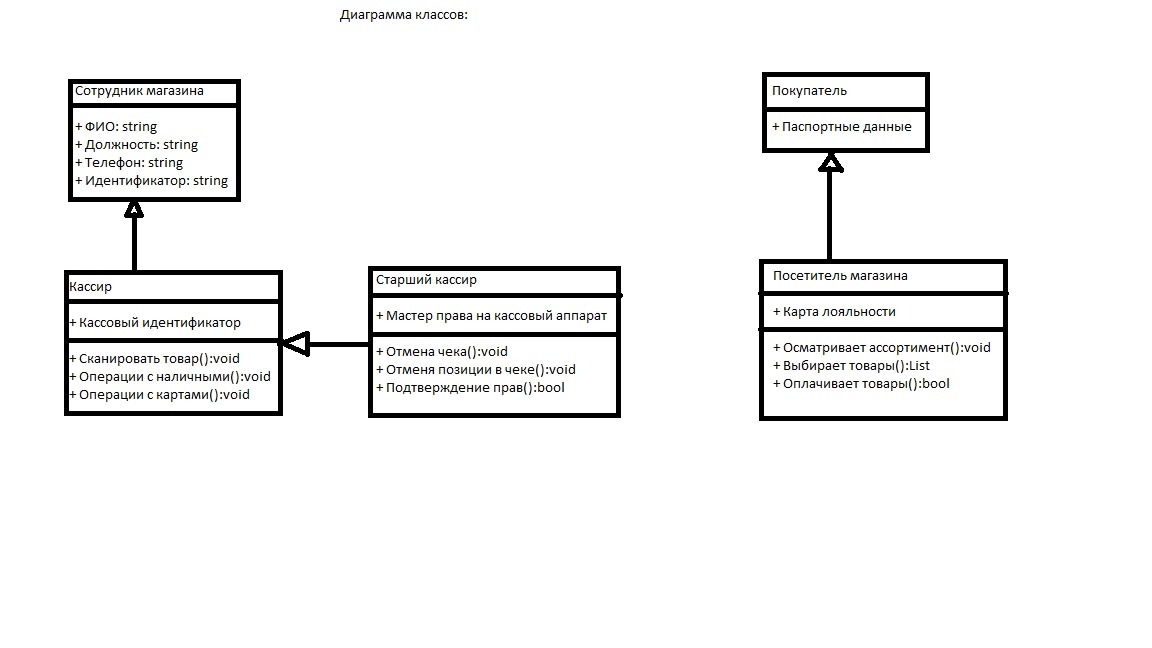 Диаграмма классов:
Сотрудник магазина
+ ФИО: string
+ Должность: string
+ Телефон: string
+ Идентификатор: string
Кассир
+ Кассовый идентификатор
+ Сканировать товар():void
+ Операции с наличными():void
+ Операции с картами():void
Старший кассир
+ Мастер права на кассовый аппарат
+ Отмена чека():void
+ Отменя позиции в чеке():void
+ Подтверждение прав():bool
Покупатель
+ Паспортные данные
Посетитель магазина
+ Карта лояльности
+ Осматривает ассортимент():void
+ Выбирает товары():List
+ Оплачивает товары():bool